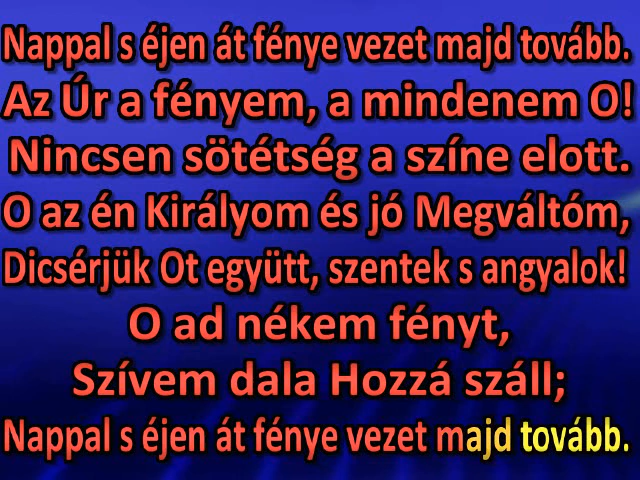 Nappal s éjen át fénye vezet majd tovább.
Az Úr a fényem, a mindenem O!
Nincsen sötétség a színe elott.
O az én Királyom és jó Megváltóm,
Dicsérjük Ot együtt, szentek s angyalok!
O ad nékem fényt,
Szívem dala Hozzá száll;
Nappal s éjen át fénye vezet majd tovább.